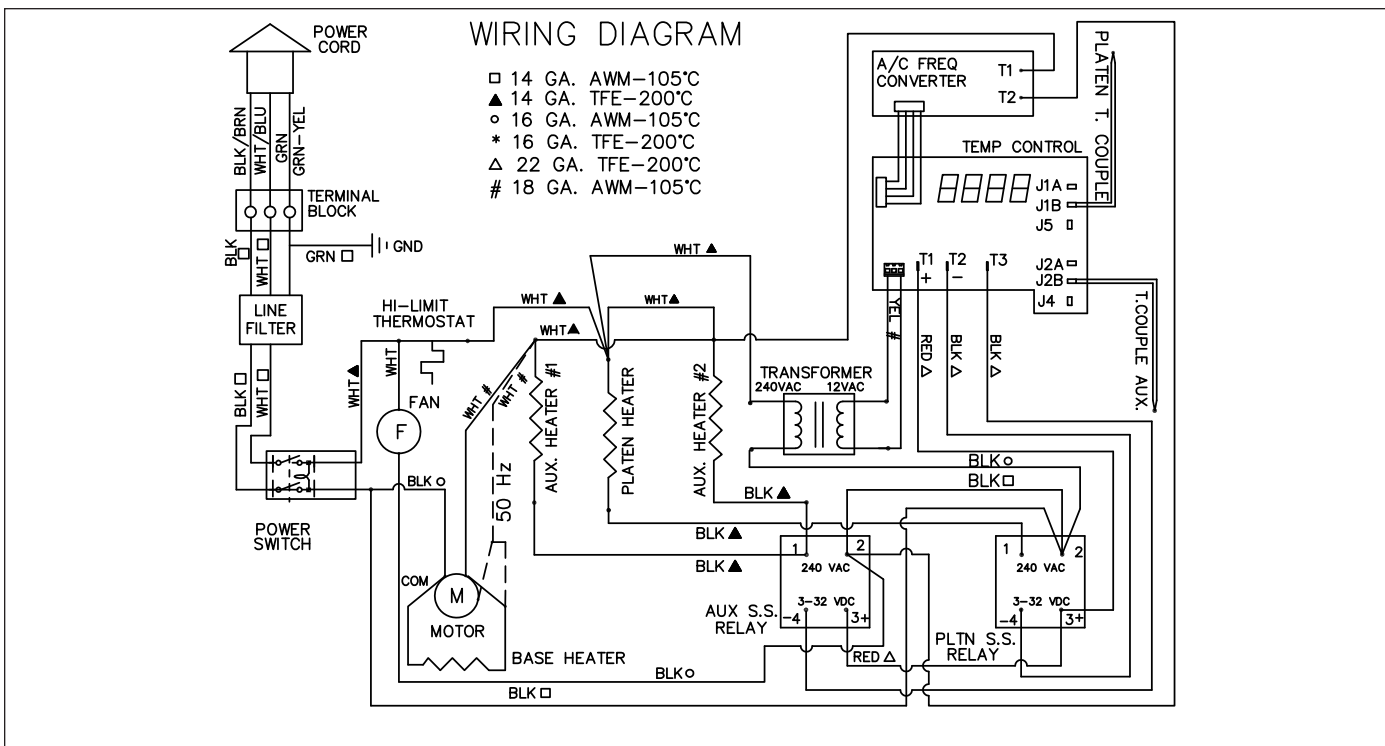 WIRING DIAGRAM
□ 14 GA. AWM-105°C
▲ 14 GA. TFE-200°C
○ 16 GA. AWM-105°C
* 16 GA. TFE-200°C
△ 22 GA. TFE-200°C
# 18 GA. AWM-105°C
POWER
CORD
BLK/BRN
WHT/BLU
GRN
GRN-YEL
TERMINAL
BLOCK
BLK □
WHT □
GRN □
GND
LINE
FILTER
BLK □
WHT □
POWER
SWITCH
HI-LIMIT
THERMOSTAT
WHT ▲
WHT
FAN
F
BLK ○
COM
M
MOTOR
BASE HEATER
50 Hz
WHT #
WHT #
WHT ▲
WHT ▲
WHT ▲
WHT ▲
AUX. HEATER #1
PLATEN HEATER
AUX. HEATER #2
BLK ▲
BLK ▲
BLK ▲
BLK ○
BLK □
A/C FREQ
CONVERTER
T1
T2
PLATEN T. COUPLE
TEMP CONTROL
8888
J1A
J1B
J5
J2A
J2B
J4
T1
+
T2
-
T3
YEL #
RED △
BLK △
BLK △
T.COUPLE AUX.
TRANSFORMER
240VAC 12VAC
BLK ○
BLK □
1 2
240 VAC
3-32 VDC
-4 3+
AUX S.S.
RELAY
RED △
1 2
240 VAC
3-32 VDC
-4 3+
PLTN S.S.
RELAY